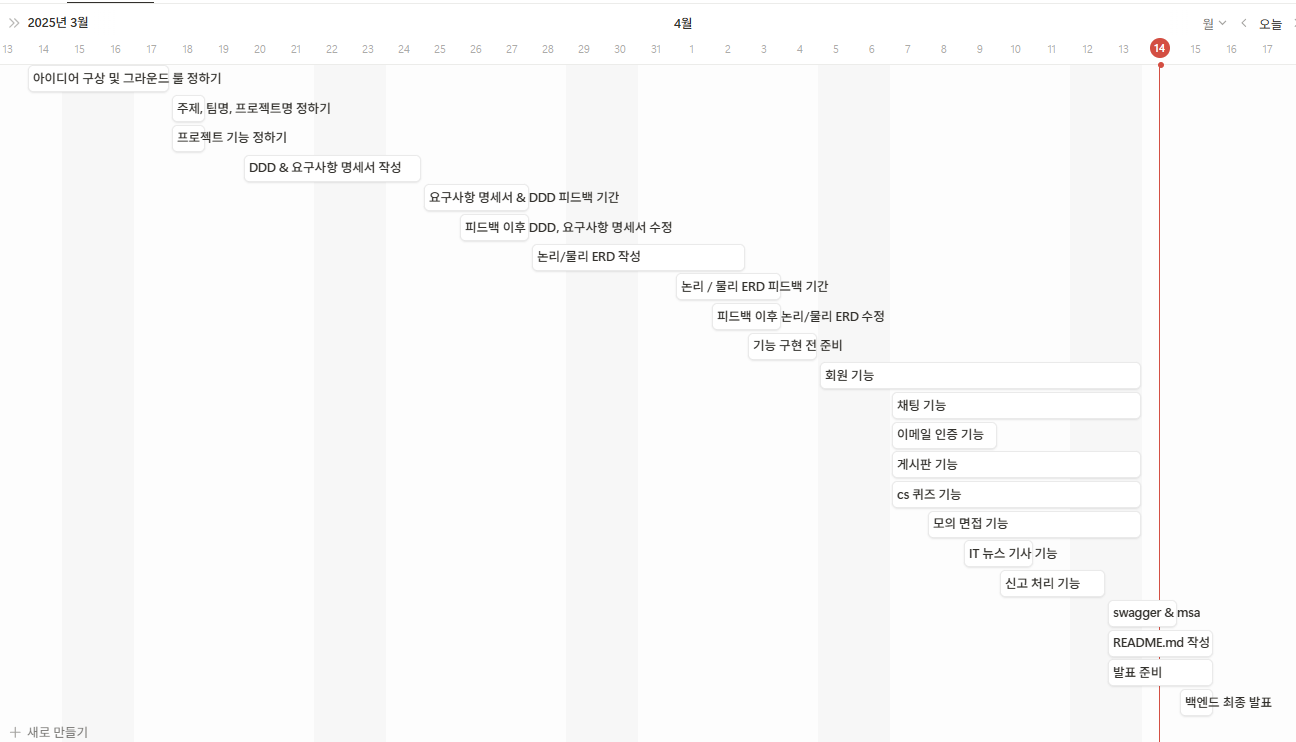 2025년 3월 4월 월 오늘
13 14 15 16 17 18 19 20 21 22 23 24 25 26 27 28 29 30 31 1 2 3 4 5 6 7 8 9 10 11 12 13 14 15 16 17
아이디어 구상 및 그라운드 룰 정하기
주제, 팀명, 프로젝트명 정하기
프로젝트 기능 정하기
DDD & 요구사항 명세서 작성
요구사항 명세서 & DDD 피드백 기간
피드백 이후 DDD, 요구사항 명세서 수정
논리/물리 ERD 작성
논리 / 물리 ERD 피드백 기간
피드백 이후 논리/물리 ERD 수정
기능 구현 전 준비
회원 기능
채팅 기능
이메일 인증 기능
게시판 기능
cs 퀴즈 기능
모의 면접 기능
IT 뉴스 기사 기능
신고 처리 기능
swagger & msa
README.md 작성
발표 준비
백엔드 최종 발표
새로 만들기